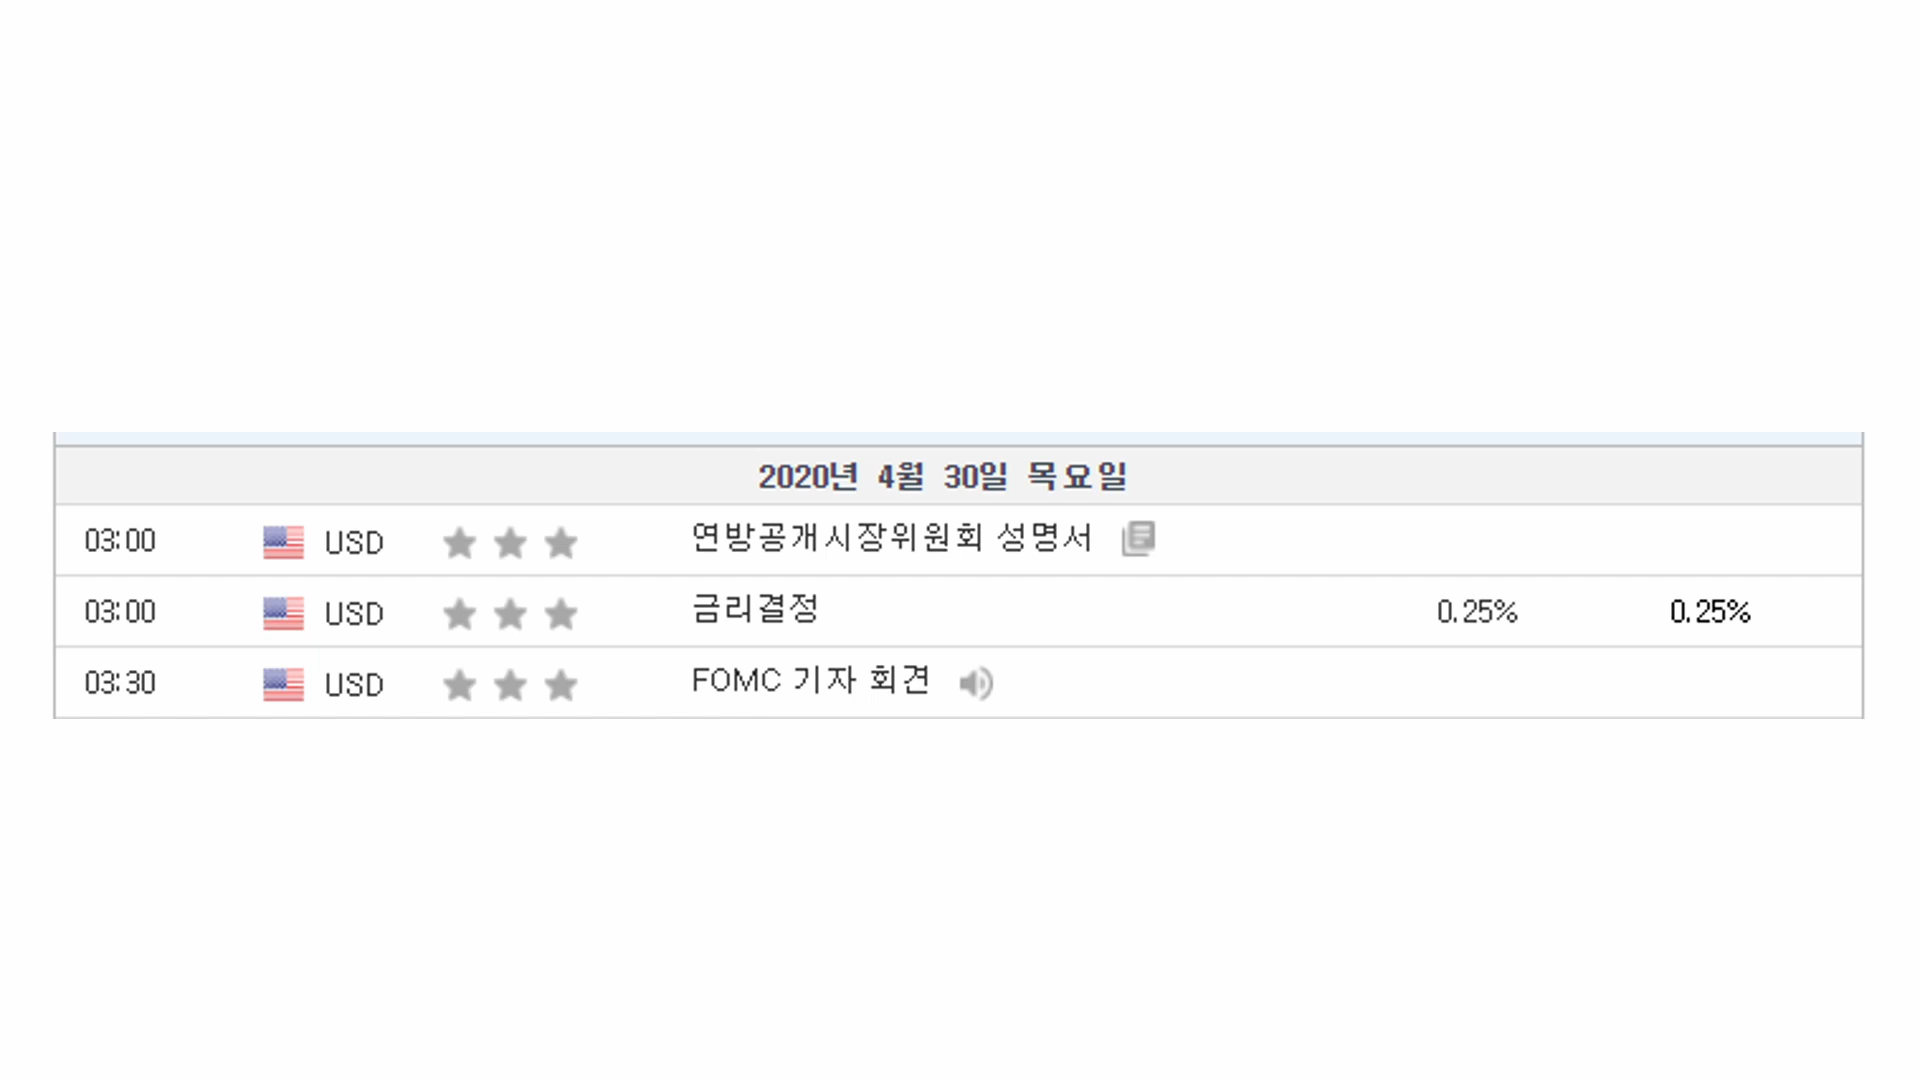 2020년 4월 30일 목요일
03:00 USD 연방공개시장위원회 성명서
03:00 USD 금리결정 0.25% 0.25%
03:30 USD FOMC 기자 회견